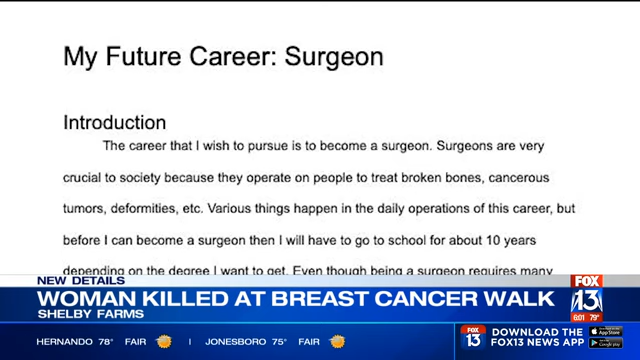 My Future Career: Surgeon
Introduction
The career that I wish to pursue is to become a surgeon. Surgeons are very
crucial to society because they operate on people to treat broken bones, cancerous
tumors, deformities, etc. Various things happen in the daily operations of this career, but
before I can become a surgeon then I will have to go to school for about 10 years
depending on the degree I want to get. Even though being a surgeon requires many
NEW DETAILS
WOMAN KILLED AT BREAST CANCER WALK
SHELBY FARMS
FOX
13
6:01 79°
HERNANDO 78° FAIR | JONESBORO 75° FAIR
FOX
13
DOWNLOAD THE
FOX13 NEWS APP
App Store
Google Play